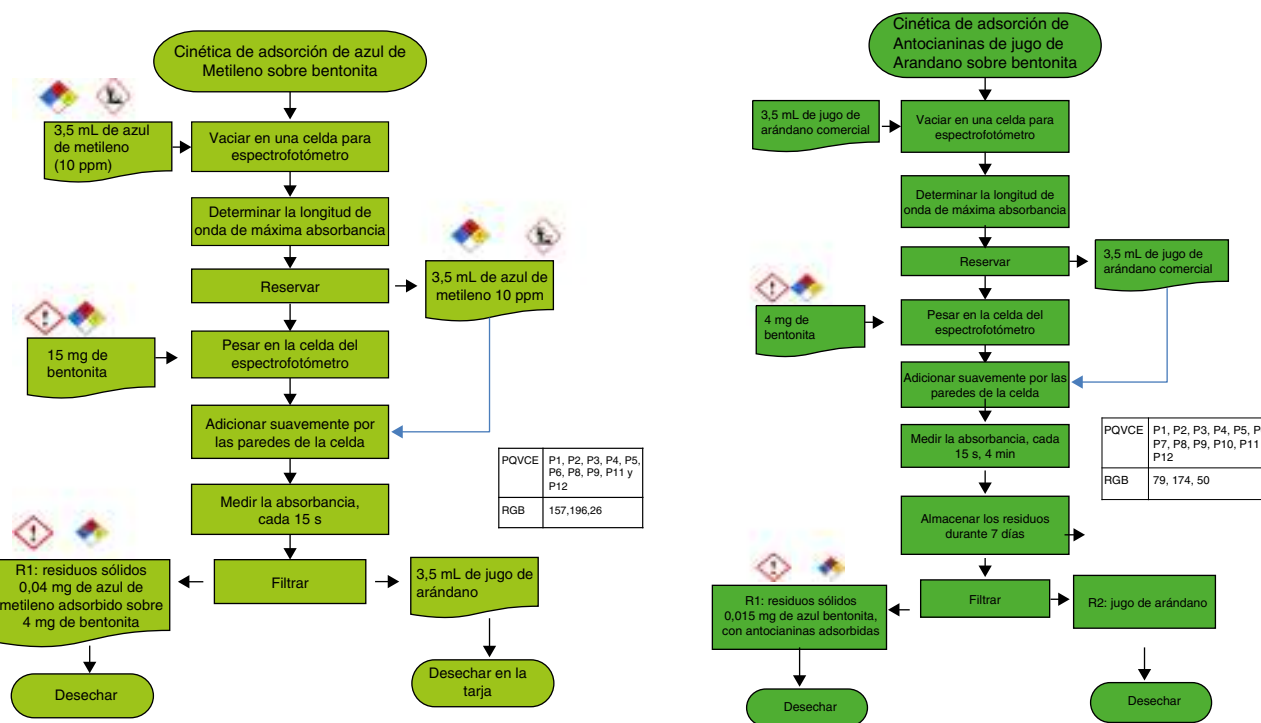 Cinética de adsorción de azul de
Metileno sobre bentonita
3,5 mL de azul
de metileno
(10 ppm)
Vaciar en una celda para
espectrofotómetro
Determinar la longitud de
onda de máxima absorbancia
Reservar
3,5 mL de azul de
metileno 10 ppm
15 mg de
bentonita
Pesar en la celda del
espectrofotómetro
Adicionar suavemente por
las paredes de la celda
PQVCE
P1, P2, P3, P4, P5,
P6, P8, P9, P11 y
P12
RGB
157,196,26
Medir la absorbancia,
cada 15 s
Filtrar
R1: residuos sólidos
0,04 mg de azul de
metileno adsorbido sobre
4 mg de bentonita
3,5 mL de jugo de
arándano
Desechar
Desechar en la
tarja
Cinética de adsorción de
Antocianinas de jugo de
Arandano sobre bentonita
3,5 mL de jugo de
arándano comercial
Vaciar en una celda para
espectrofotómetro
Determinar la longitud de
onda de máxima absorbancia
Reservar
3,5 mL de jugo de
arándano comercial
4 mg de
bentonita
Pesar en la celda del
espectrofotómetro
Adicionar suavemente por las
paredes de la celda
Medir la absorbancia, cada
15 s, 4 min
PQVCE
P1, P2, P3, P4, P5, P
P7, P8, P9, P10, P11
P12
RGB
79, 174, 50
Almacenar los residuos
durante 7 días
Filtrar
R1: residuos sólidos
0,015 mg de azul bentonita,
con antocianinas adsorbidas
R2: jugo de arándano
Desechar
Desechar